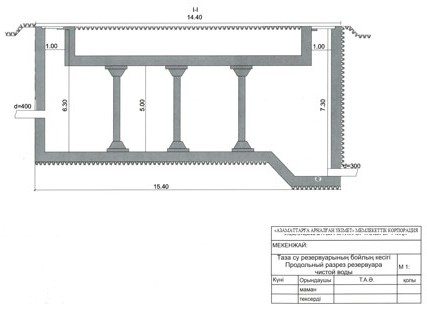 I-I
14.40
1.00
1.00
d=400
6.30
5.00
7.30
d=300
15.40
«АЗАМАТТАРҒА АРНАЛҒАН ҮКІМЕТ» МЕМЛЕКЕТТІК КОРПОРАЦИЯ
МЕКЕНЖАЙ:
Таза су резервуарының бойлық кесігі
Продольный разрез резервуара
чистой воды
М 1:
Күні Орындаушы Т.А.Ә. қолы
маман
тексерді